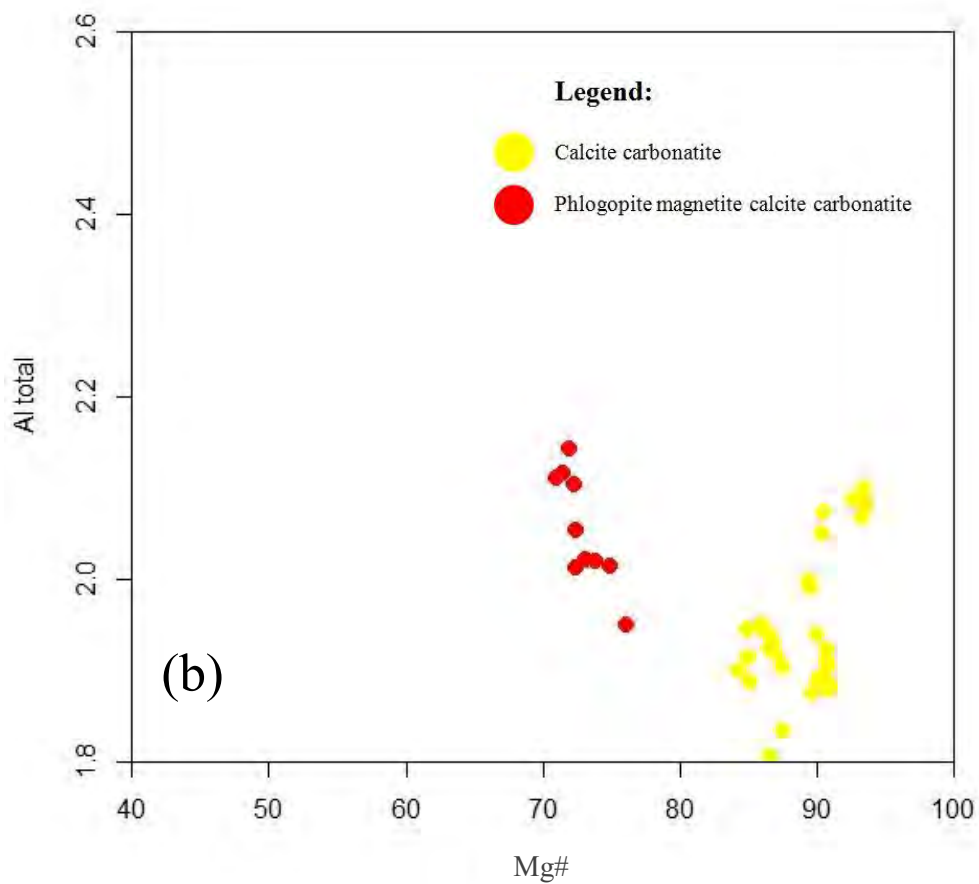 2.6
2.4
2.2
2.0
1.8
Al total
Legend:
Calcite carbonatite
Phlogopite magnetite calcite carbonatite
(b)
40 50 60 70 80 90 100
Mg#